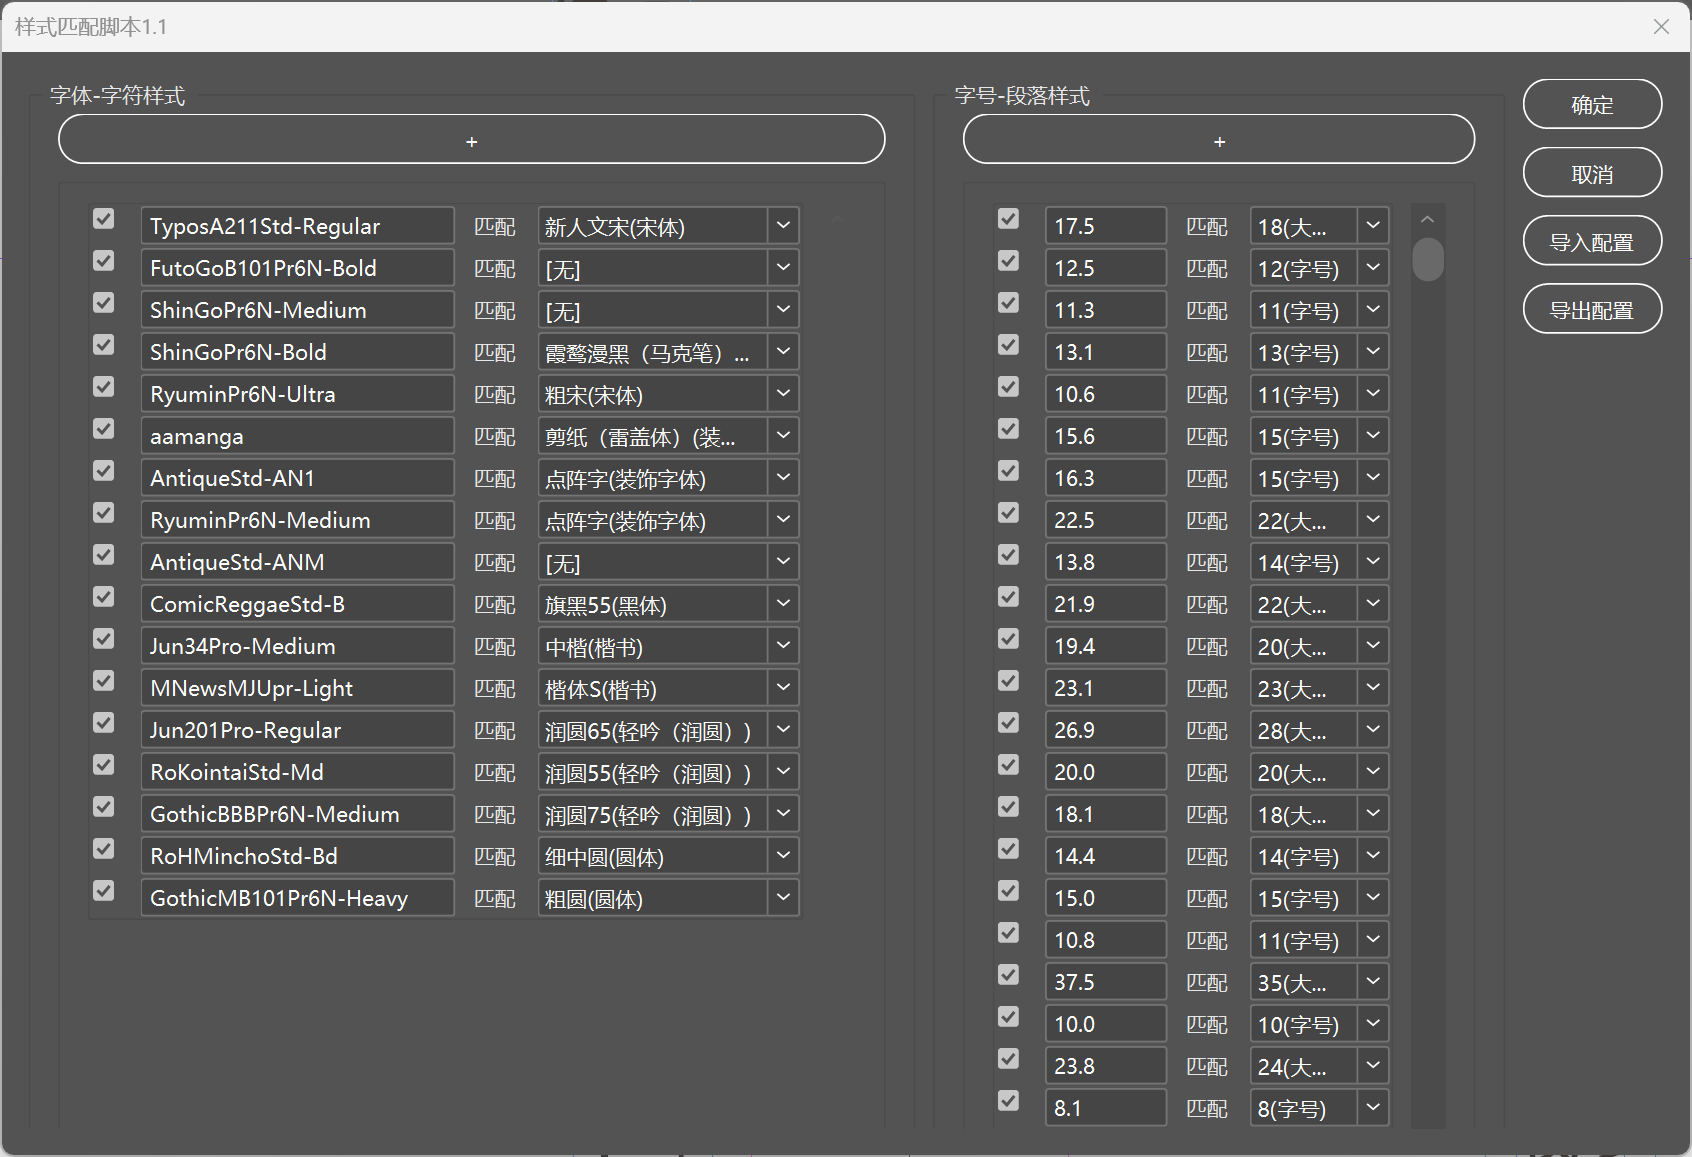 样式匹配脚本1.1
字体-字符样式
+
TyposA211Std-Regular 匹配 新人文宋(宋体)
FutoGoB101Pr6N-Bold 匹配 [无]
ShinGoPr6N-Medium 匹配 [无]
ShinGoPr6N-Bold 匹配 霞鹜漫黑（马克笔）...
RyuminPr6N-Ultra 匹配 粗宋(宋体)
aamanga 匹配 剪纸（雷盖体）(装...
AntiqueStd-AN1 匹配 点阵字(装饰字体)
RyuminPr6N-Medium 匹配 点阵字(装饰字体)
AntiqueStd-ANM 匹配 [无]
ComicReggaeStd-B 匹配 旗黑55(黑体)
Jun34Pro-Medium 匹配 中楷(楷书)
MNewsMJUpr-Light 匹配 楷体S(楷书)
Jun201Pro-Regular 匹配 润圆65(轻吟（润圆）)
RoKointaiStd-Md 匹配 润圆55(轻吟（润圆）)
GothicBBBPr6N-Medium 匹配 润圆75(轻吟（润圆）)
RoHMinchoStd-Bd 匹配 细中圆(圆体)
GothicMB101Pr6N-Heavy 匹配 粗圆(圆体)
字号-段落样式
+
17.5 匹配 18(大...
12.5 匹配 12(字号)
11.3 匹配 11(字号)
13.1 匹配 13(字号)
10.6 匹配 11(字号)
15.6 匹配 15(字号)
16.3 匹配 15(字号)
22.5 匹配 22(大...
13.8 匹配 14(字号)
21.9 匹配 22(大...
19.4 匹配 20(大...
23.1 匹配 23(大...
26.9 匹配 28(大...
20.0 匹配 20(大...
18.1 匹配 18(大...
14.4 匹配 14(字号)
15.0 匹配 15(字号)
10.8 匹配 11(字号)
37.5 匹配 35(大...
10.0 匹配 10(字号)
23.8 匹配 24(大...
8.1 匹配 8(字号)
确定
取消
导入配置
导出配置